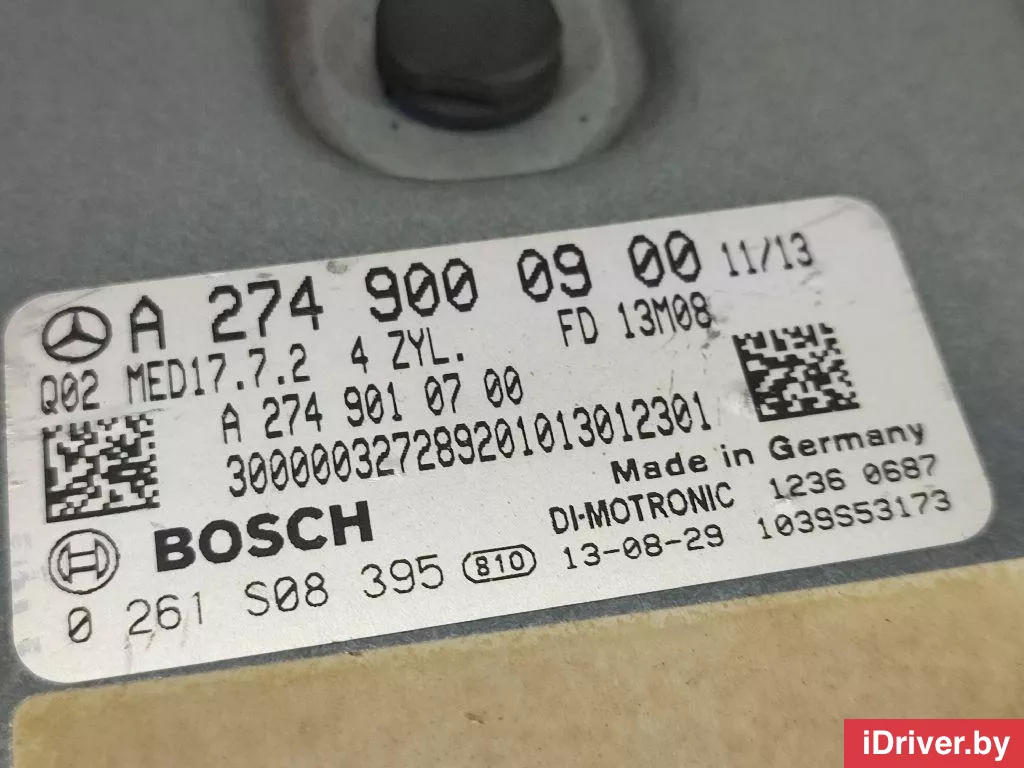 A 274 900 09 00 11/13
Q02 MED17.7.2 4 ZYL. FD 13M08
A 274 901 07 00
300000327289201013012301
Made in Germany
BOSCH DI-MOTRONIC 1236 0687
0 261 S08 395 810 13-08-29 1039S53173
iDriver.by